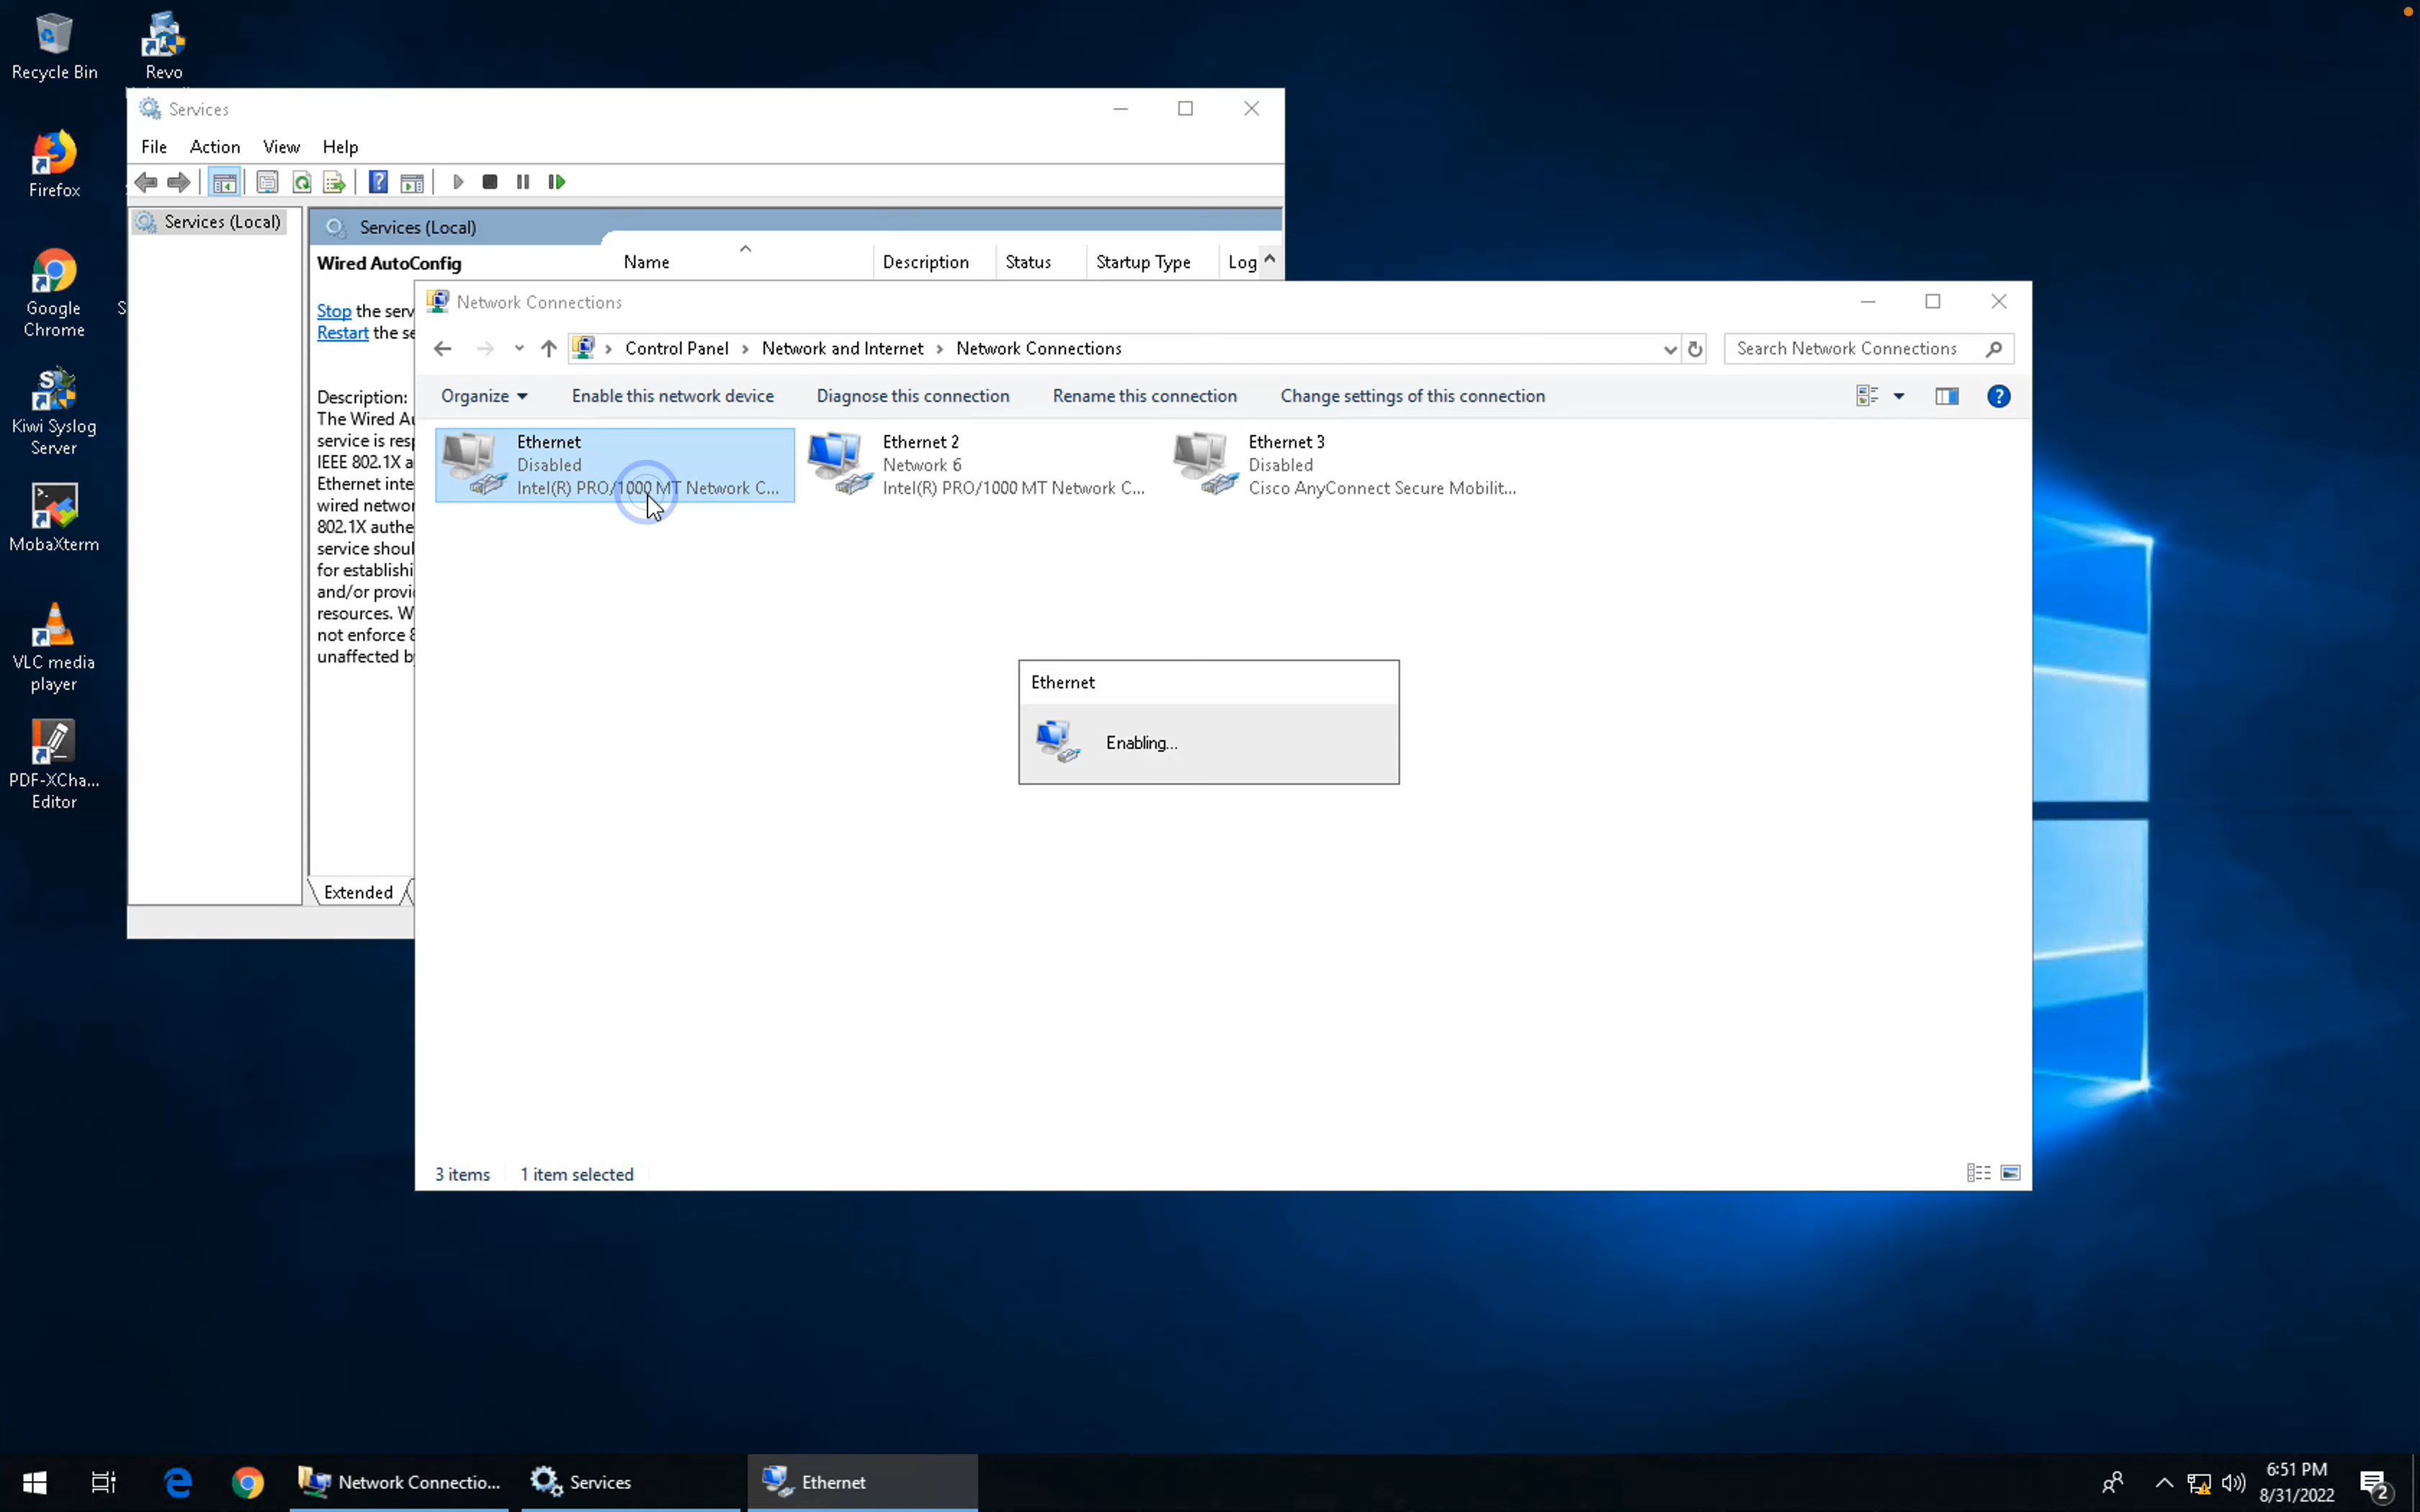 Recycle Bin
Revo
Firefox
Google
Chrome
S
Kiwi Syslog
Server
MobaXterm
VLC media
player
PDF-XCha...
Editor
Services
File Action View Help
Services (Local)
Services (Local)
Wired AutoConfig
Name Description Status Startup Type Log
Stop the serv
Restart the se
Description:
The Wired Au
service is resp
IEEE 802.1X a
Ethernet inte
wired networ
802.1X authe
service shoul
for establishi
and/or provi
resources. W
not enforce 8
unaffected by
Extended
Network Connections
Control Panel > Network and Internet > Network Connections
Search Network Connections
Organize Enable this network device Diagnose this connection Rename this connection Change settings of this connection
Ethernet
Disabled
Intel(R) PRO/1000 MT Network C...
Ethernet 2
Network 6
Intel(R) PRO/1000 MT Network C...
Ethernet 3
Disabled
Cisco AnyConnect Secure Mobilit...
Ethernet
Enabling...
3 items 1 item selected
Network Connectio...
Services
Ethernet
6:51 PM
8/31/2022
2